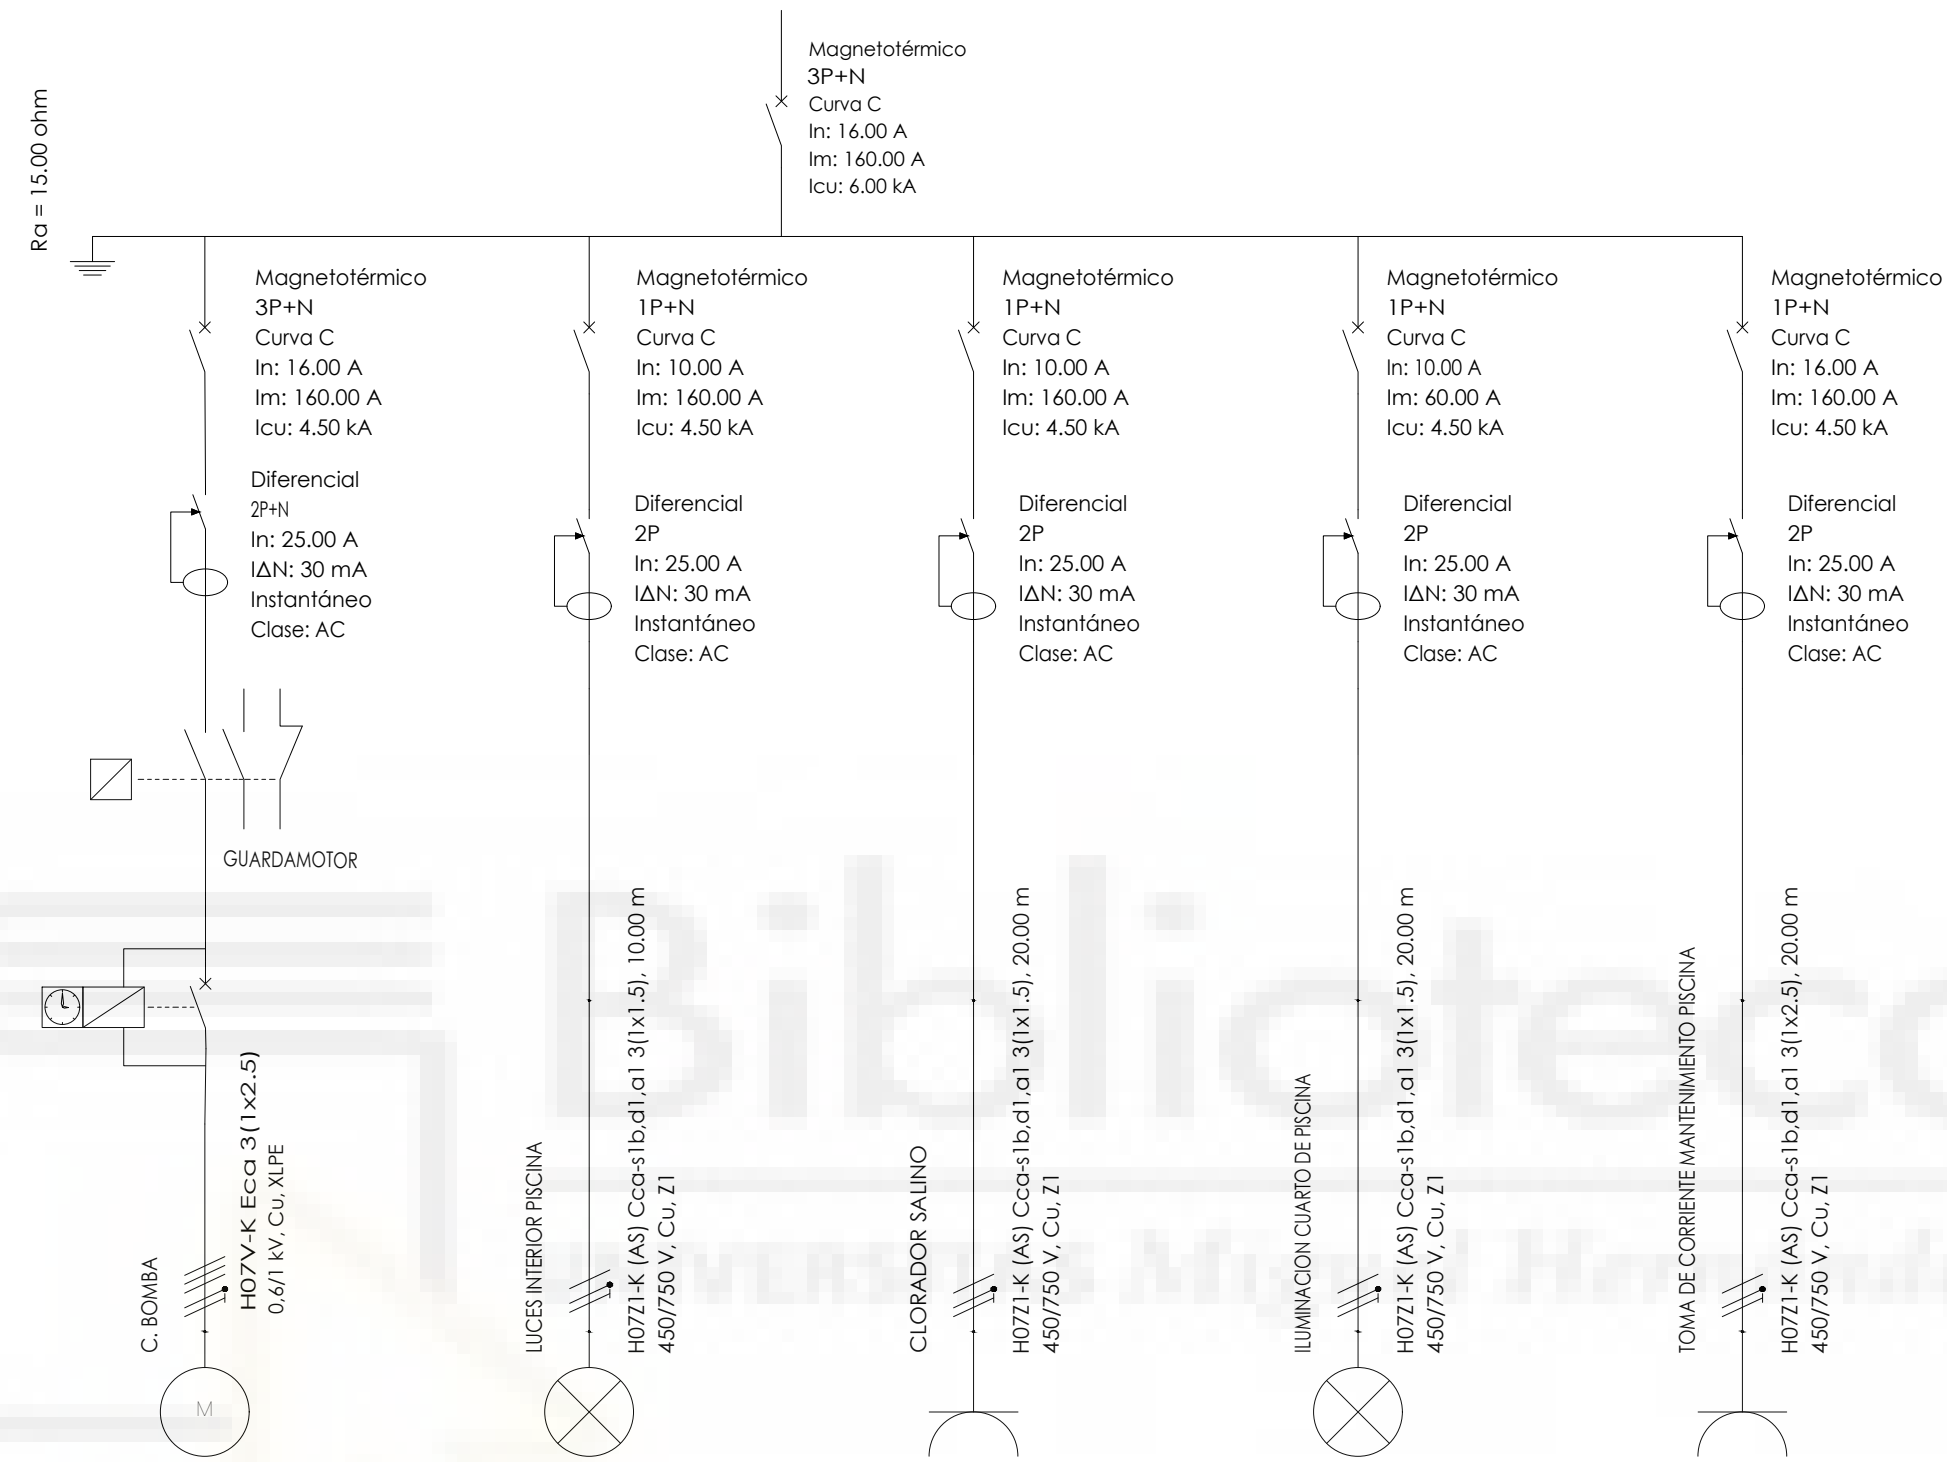 Ra = 15.00 ohm
Magnetotérmico
3P+N
Curva C
In: 16.00 A
Im: 160.00 A
Icu: 6.00 kA
Magnetotérmico
3P+N
Curva C
In: 16.00 A
Im: 160.00 A
Icu: 4.50 kA
Diferencial
2P+N
In: 25.00 A
IΔN: 30 mA
Instantáneo
Clase: AC
GUARDAMOTOR
C. BOMBA
H07V-K Eca 3(1x2.5)
0,6/1 kV, Cu, XLPE
M
Magnetotérmico
1P+N
Curva C
In: 10.00 A
Im: 160.00 A
Icu: 4.50 kA
Diferencial
2P
In: 25.00 A
IΔN: 30 mA
Instantáneo
Clase: AC
LUCES INTERIOR PISCINA
H07Z1-K (AS) Cca-s1b,d1,a1 3(1x1.5), 10.00 m
450/750 V, Cu, Z1
Magnetotérmico
1P+N
Curva C
In: 10.00 A
Im: 160.00 A
Icu: 4.50 kA
Diferencial
2P
In: 25.00 A
IΔN: 30 mA
Instantáneo
Clase: AC
CLORADOR SALINO
H07Z1-K (AS) Cca-s1b,d1,a1 3(1x1.5), 20.00 m
450/750 V, Cu, Z1
Magnetotérmico
1P+N
Curva C
In: 10.00 A
Im: 60.00 A
Icu: 4.50 kA
Diferencial
2P
In: 25.00 A
IΔN: 30 mA
Instantáneo
Clase: AC
ILUMINACION CUARTO DE PISCINA
H07Z1-K (AS) Cca-s1b,d1,a1 3(1x1.5), 20.00 m
450/750 V, Cu, Z1
Magnetotérmico
1P+N
Curva C
In: 16.00 A
Im: 160.00 A
Icu: 4.50 kA
Diferencial
2P
In: 25.00 A
IΔN: 30 mA
Instantáneo
Clase: AC
TOMA DE CORRIENTE MANTENIMIENTO PISCINA
H07Z1-K (AS) Cca-s1b,d1,a1 3(1x2.5), 20.00 m
450/750 V, Cu, Z1
Bibliotec